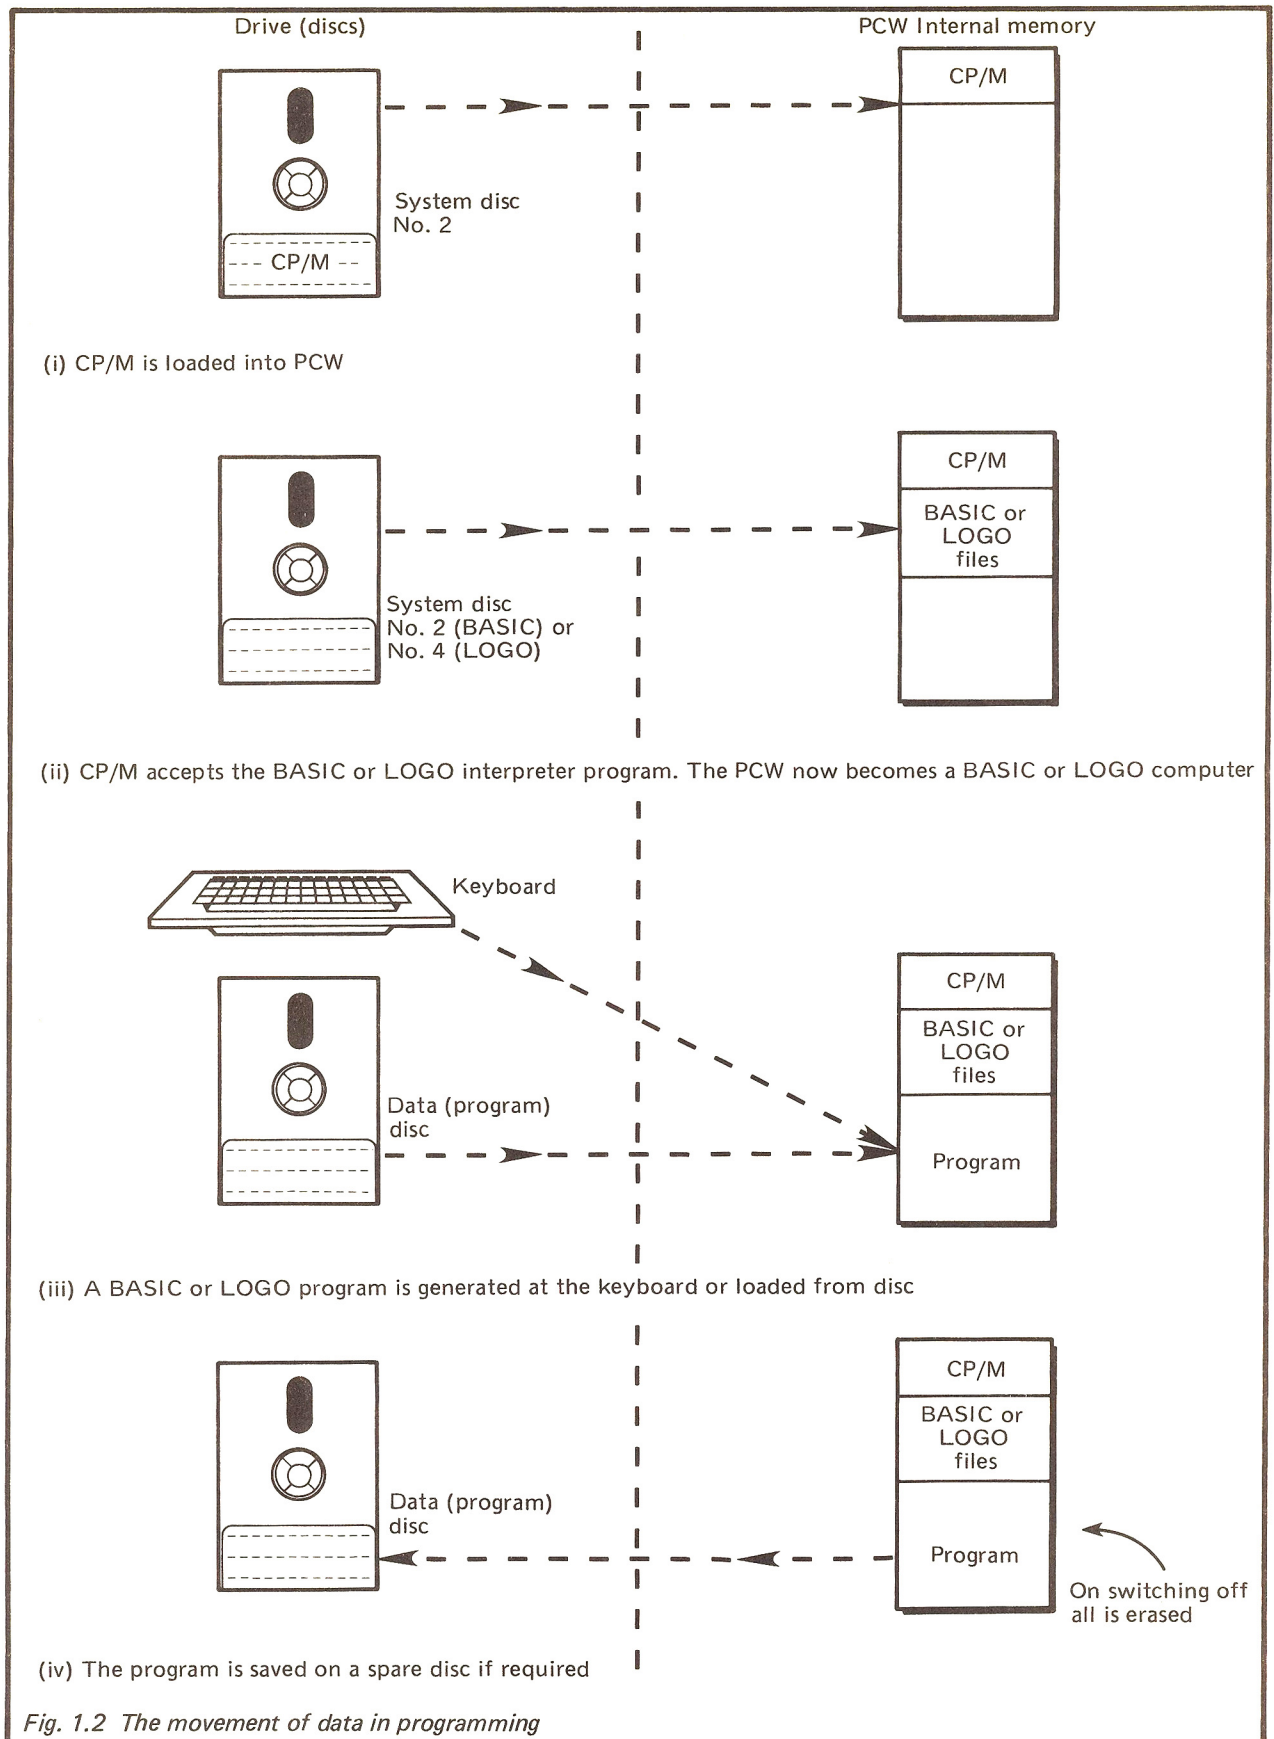 Drive (discs)
PCW Internal memory
CP/M
System disc
No. 2
--- CP/M --
(i) CP/M is loaded into PCW
CP/M
BASIC or
LOGO
files
System disc
No. 2 (BASIC) or
No. 4 (LOGO)
(ii) CP/M accepts the BASIC or LOGO interpreter program. The PCW now becomes a BASIC or LOGO computer
Keyboard
CP/M
BASIC or
LOGO
files
Data (program)
disc
Program
(iii) A BASIC or LOGO program is generated at the keyboard or loaded from disc
CP/M
BASIC or
LOGO
files
Data (program)
disc
Program
On switching off
all is erased
(iv) The program is saved on a spare disc if required
Fig. 1.2 The movement of data in programming